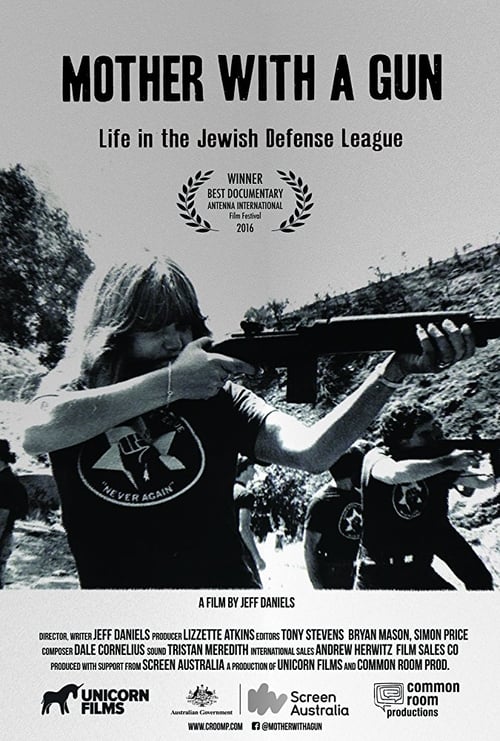 MOTHER WITH A GUN
Life in the Jewish Defense League
WINNER
BEST DOCUMENTARY
ANTENNA INTERNATIONAL
Film Festival
2016
"NEVER AGAIN"
A FILM BY JEFF DANIELS
DIRECTOR, WRITER JEFF DANIELS PRODUCER LIZZETTE ATKINS EDITORS TONY STEVENS BRYAN MASON, SIMON PRICE
COMPOSER DALE CORNELIUS SOUND TRISTAN MEREDITH INTERNATIONAL SALES ANDREW HERWITZ FILM SALES CO
PRODUCED WITH SUPPORT FROM SCREEN AUSTRALIA A PRODUCTION OF UNICORN FILMS AND COMMON ROOM PROD.
UNICORN
FILMS
Australian Government
Screen
Australia
common
room
productions
WWW.CROOMP.COM
@MOTHERWITHAGUN